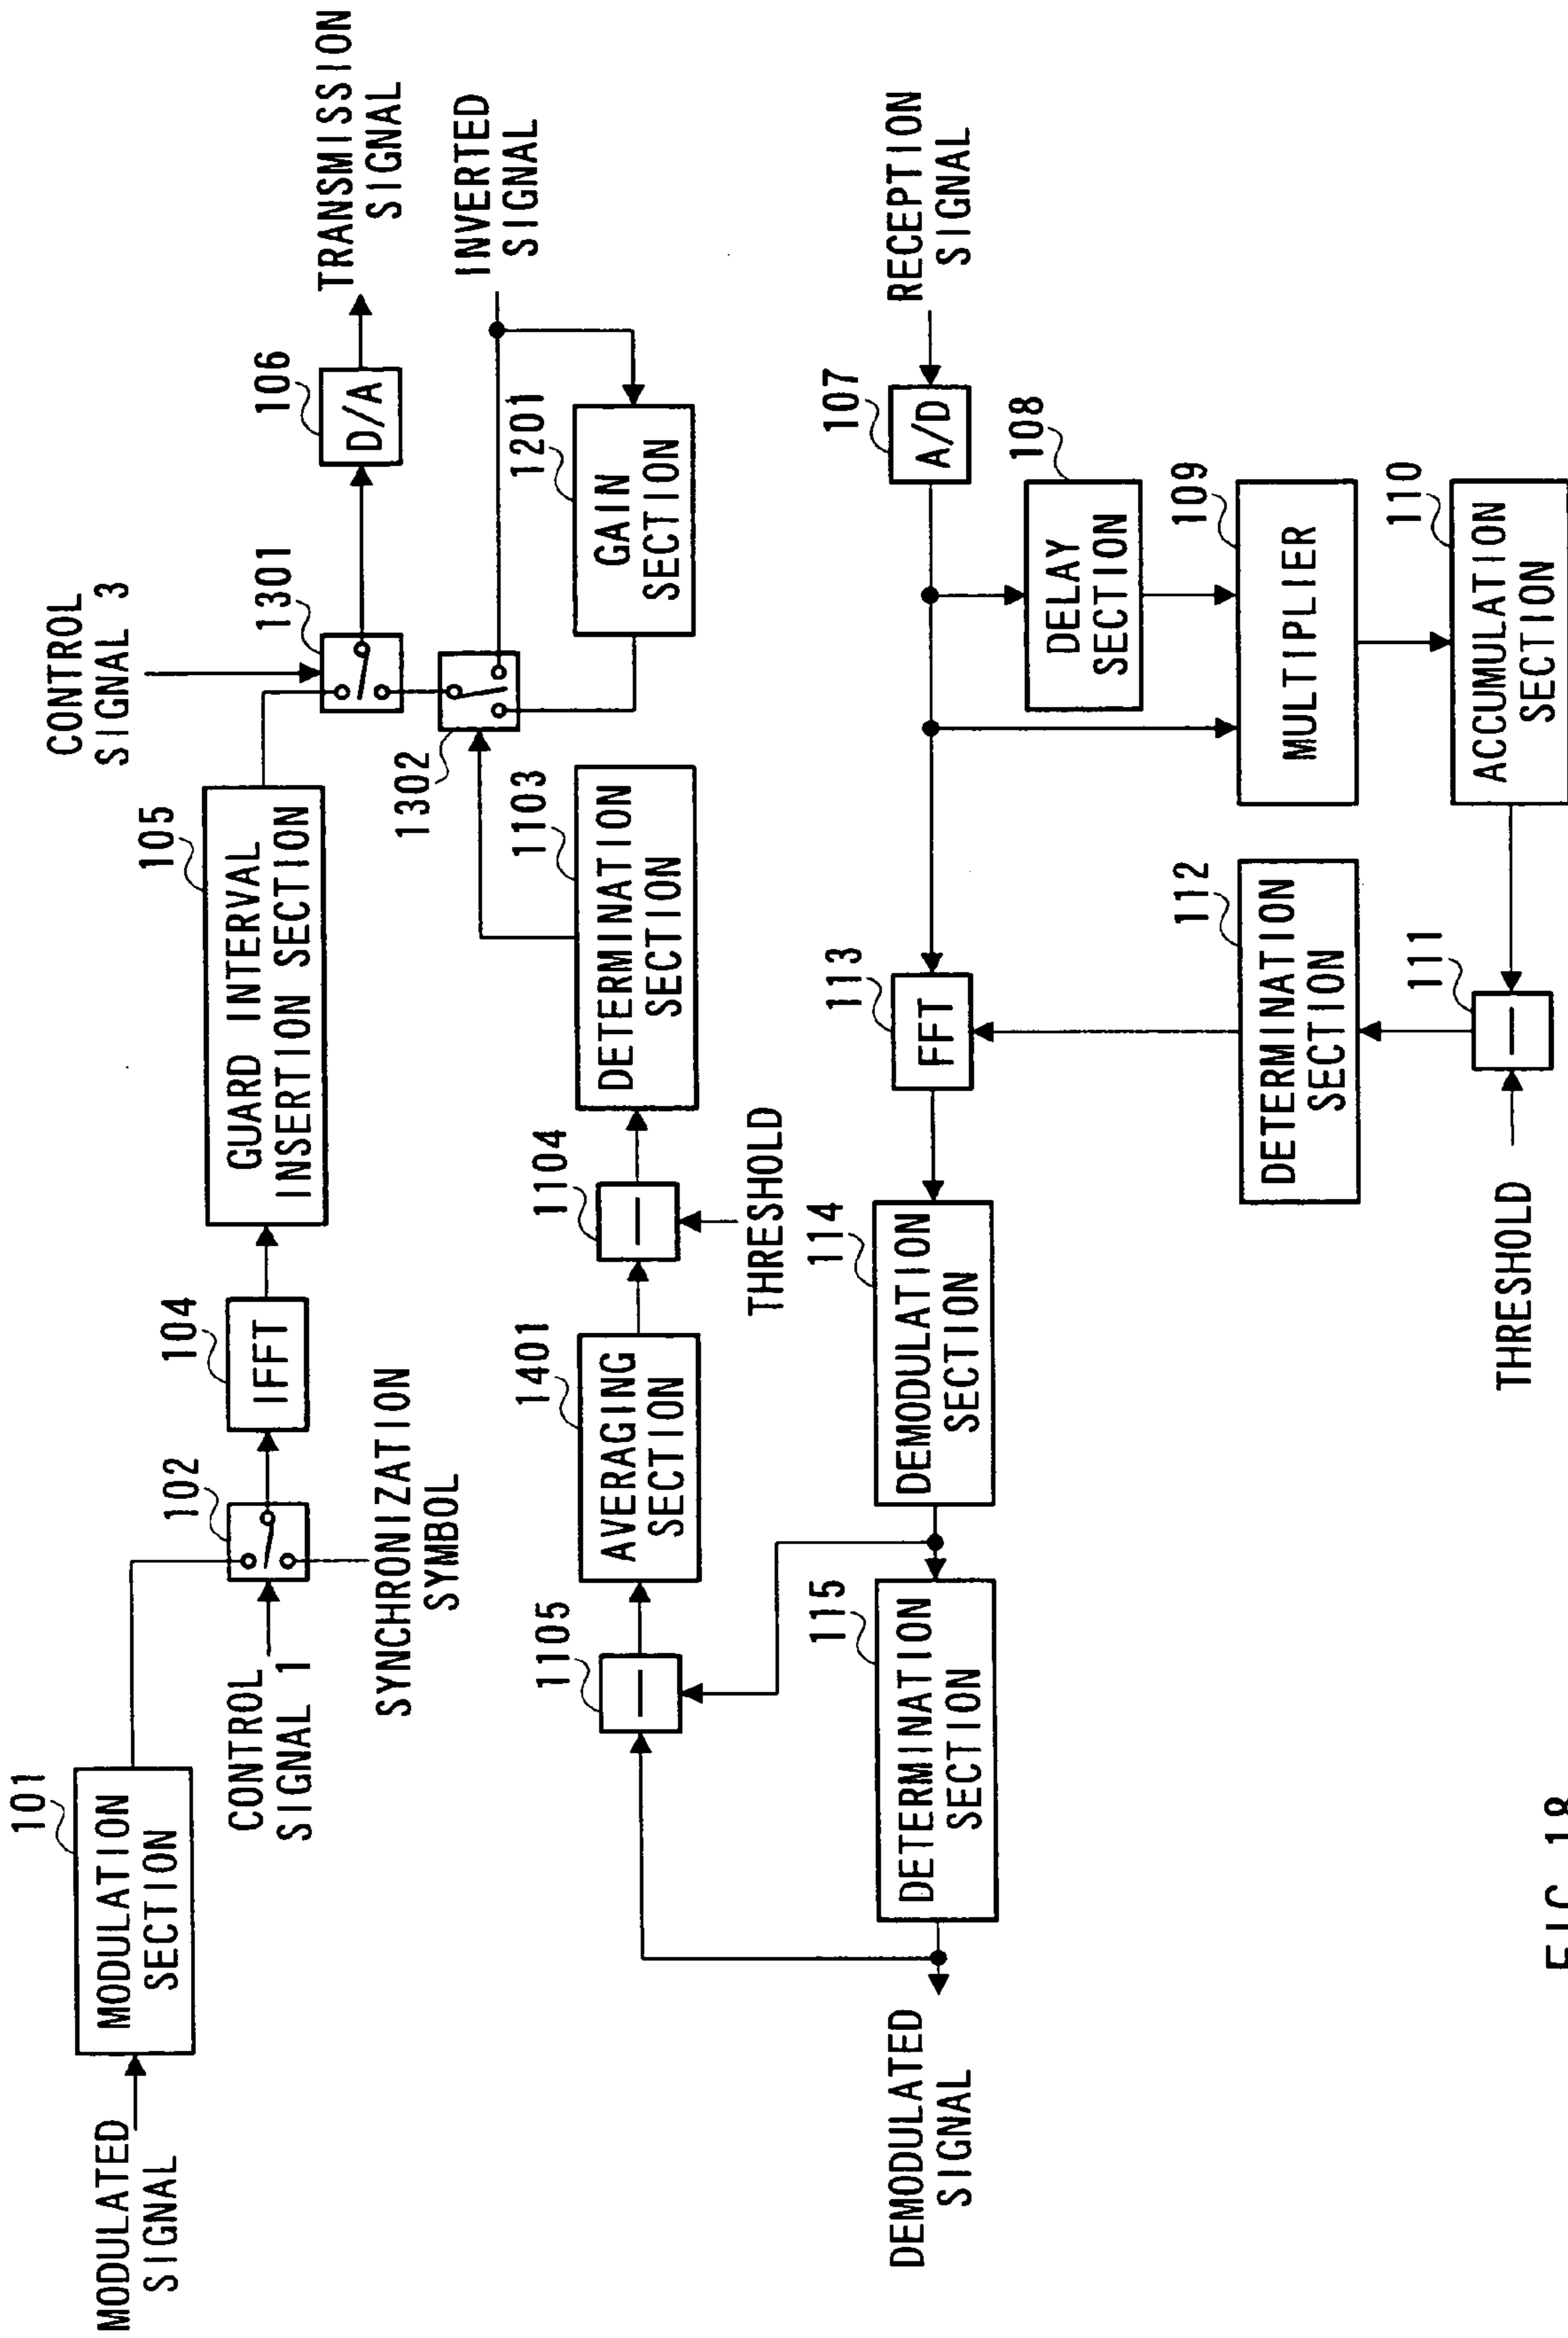 101
MODULATED
SIGNAL
MODULATION
SECTION
CONTROL
SIGNAL 1
102
SYNCHRONIZATION
SYMBOL
104
IFFT
105
GUARD INTERVAL
INSERTION SECTION
CONTROL
SIGNAL 3
1301
106
D/A
TRANSMISSION
SIGNAL
1302
INVERTED
SIGNAL
1201
GAIN
SECTION
1105
1401
AVERAGING
SECTION
1104
THRESHOLD
1103
DETERMINATION
SECTION
DEMODULATED
SIGNAL
115
DETERMINATION
SECTION
114
DEMODULATION
SECTION
113
FFT
107
A/D
RECEPTION
SIGNAL
108
DELAY
SECTION
109
MULTIPLIER
110
ACCUMULATION
SECTION
112
DETERMINATION
SECTION
111
THRESHOLD
FIG. 18